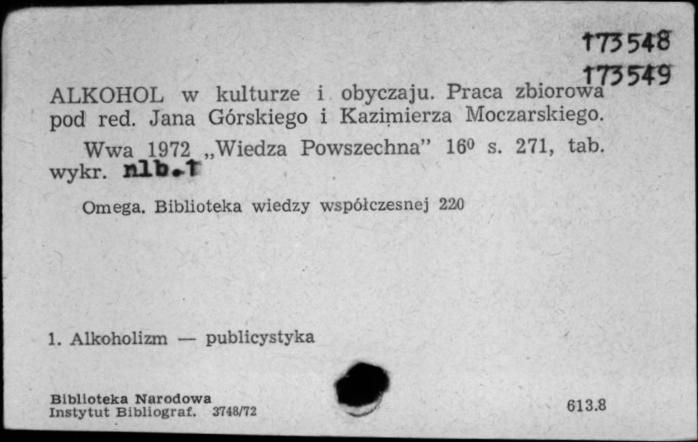 173548
173549
ALKOHOL w kulturze i obyczaju. Praca zbiorowa
pod red. Jana Górskiego i Kazimierza Moczarskiego.
Wwa 1972 „Wiedza Powszechna” 16⁰ s. 271, tab.
wykr. nlb.1
Omega. Biblioteka wiedzy współczesnej 220
1. Alkoholizm — publicystyka
Biblioteka Narodowa
Instytut Bibliograf. 3748/72
613.8